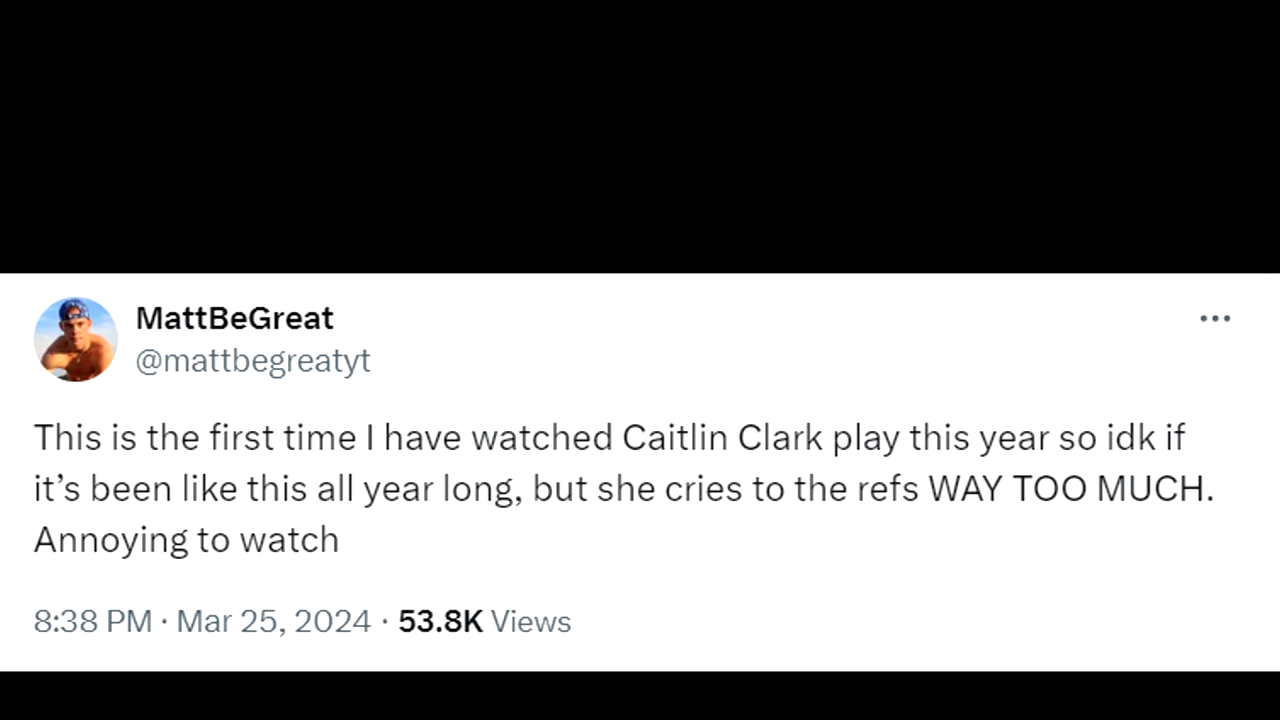 MattBeGreat
@mattbegreatyt
This is the first time I have watched Caitlin Clark play this year so idk if
it’s been like this all year long, but she cries to the refs WAY TOO MUCH.
Annoying to watch
8:38 PM · Mar 25, 2024 · 53.8K Views